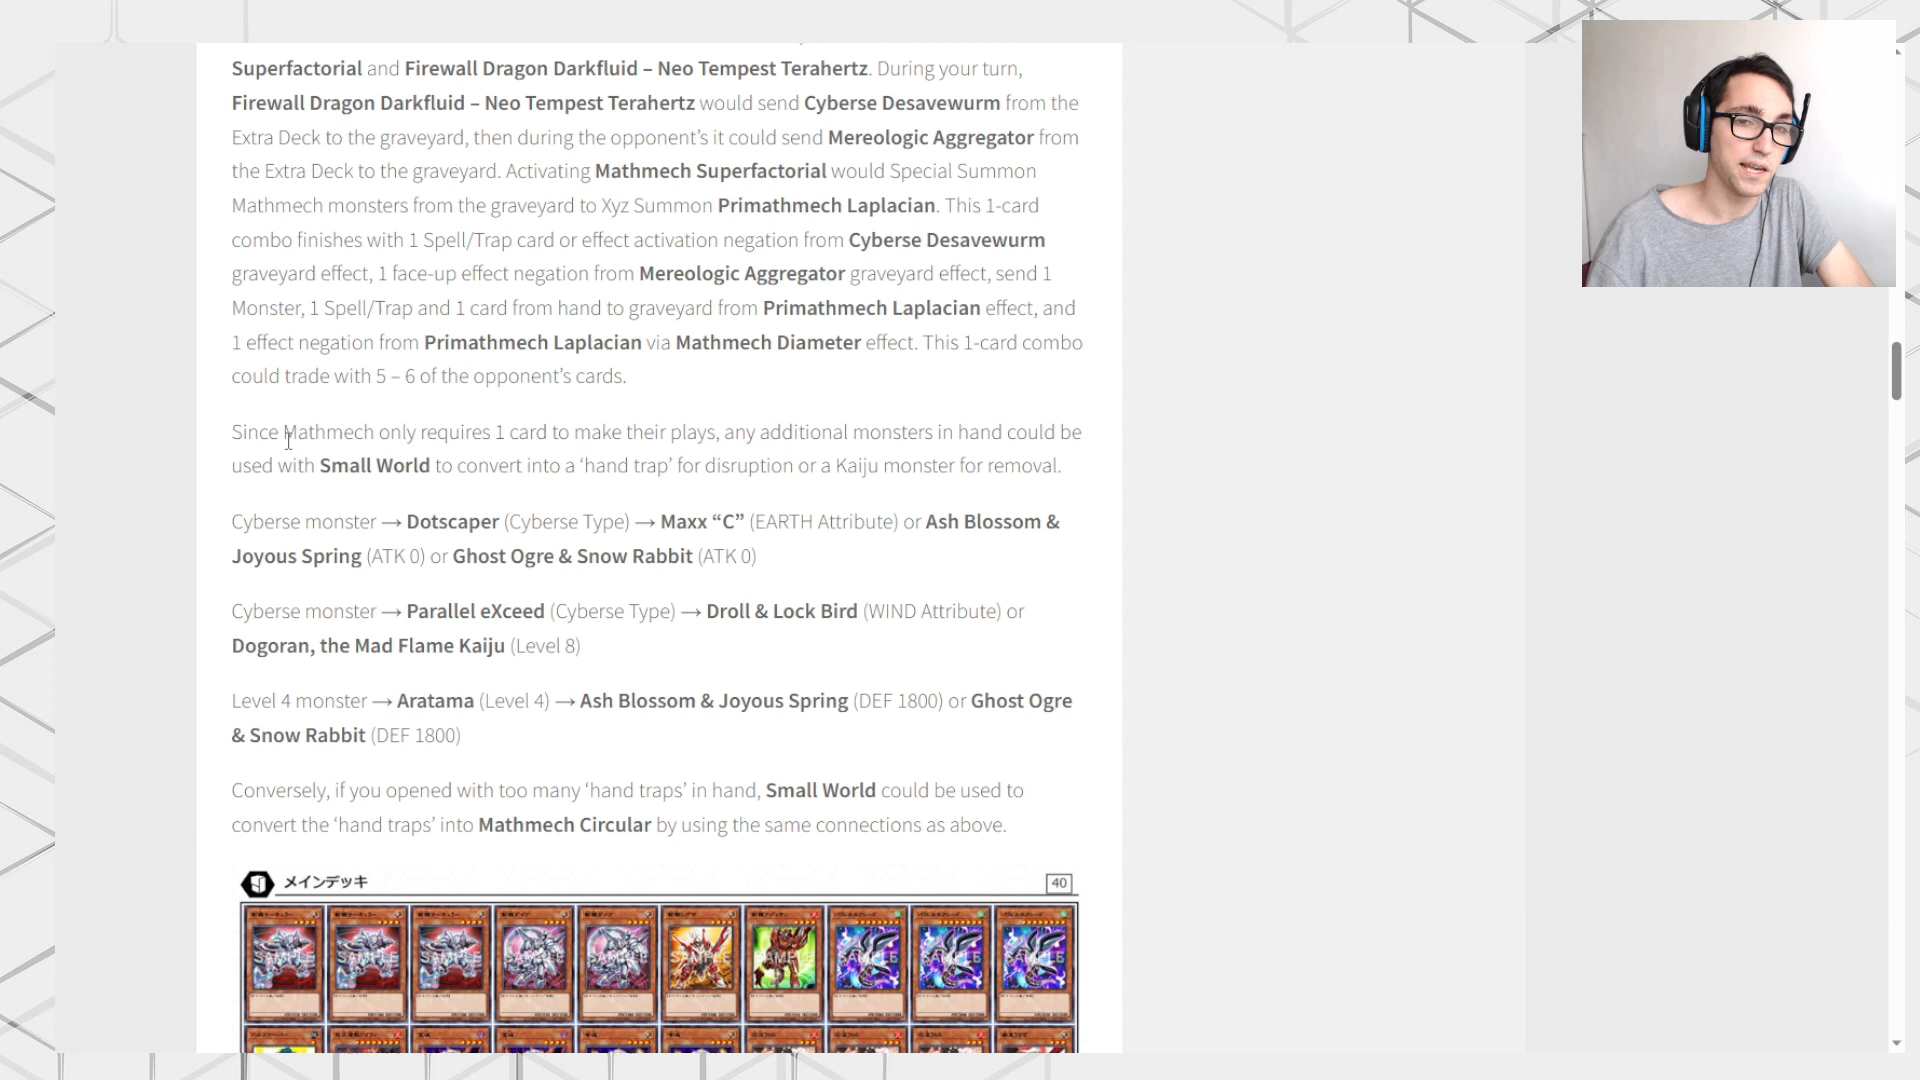 Superfactorial and Firewall Dragon Darkfluid – Neo Tempest Terahertz. During your turn,
Firewall Dragon Darkfluid – Neo Tempest Terahertz would send Cyberse Desavewurm from the
Extra Deck to the graveyard, then during the opponent’s it could send Mereologic Aggregator from
the Extra Deck to the graveyard. Activating Mathmech Superfactorial would Special Summon
Mathmech monsters from the graveyard to Xyz Summon Primathmech Laplacian. This 1-card
combo finishes with 1 Spell/Trap card or effect activation negation from Cyberse Desavewurm
graveyard effect, 1 face-up effect negation from Mereologic Aggregator graveyard effect, send 1
Monster, 1 Spell/Trap and 1 card from hand to graveyard from Primathmech Laplacian effect, and
1 effect negation from Primathmech Laplacian via Mathmech Diameter effect. This 1-card combo
could trade with 5 – 6 of the opponent’s cards.
Since Mathmech only requires 1 card to make their plays, any additional monsters in hand could be
used with Small World to convert into a ‘hand trap’ for disruption or a Kaiju monster for removal.
Cyberse monster → Dotscaper (Cyberse Type) → Maxx “C” (EARTH Attribute) or Ash Blossom &
Joyous Spring (ATK 0) or Ghost Ogre & Snow Rabbit (ATK 0)
Cyberse monster → Parallel eXceed (Cyberse Type) → Droll & Lock Bird (WIND Attribute) or
Dogoran, the Mad Flame Kaiju (Level 8)
Level 4 monster → Aratama (Level 4) → Ash Blossom & Joyous Spring (DEF 1800) or Ghost Ogre
& Snow Rabbit (DEF 1800)
Conversely, if you opened with too many ‘hand traps’ in hand, Small World could be used to
convert the ‘hand traps’ into Mathmech Circular by using the same connections as above.
メインデッキ 40
SAMPLE SAMPLE SAMPLE SAMPLE SAMPLE SAMPLE SAMPLE SAMPLE SAMPLE SAMPLE